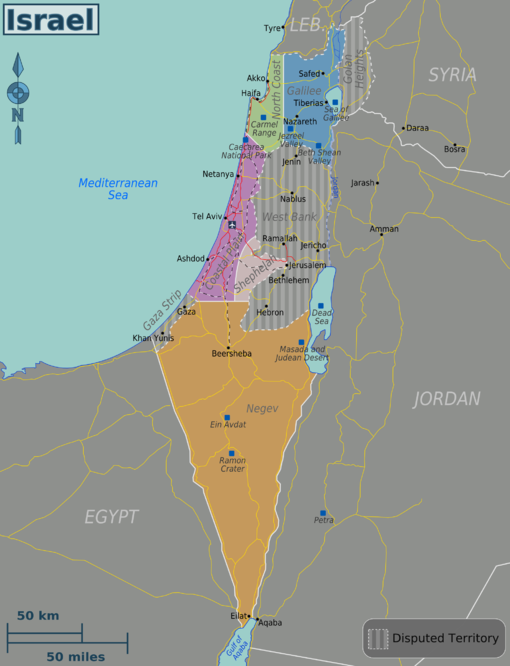 Israel
N
Mediterranean
Sea
LEB
Tyre
SYRIA
Golan
Heights
Safed
Akko
Haifa
North Coast
Galilee
Tiberias
Sea of
Galilee
Carmel
Range
Nazareth
Jezreel
Valley
Beth Shean
Valley
Daraa
Bosra
Caecarea
National Park
Jenin
Netanya
Jarash
Nablus
Tel Aviv
West Bank
Amman
Ramallah
Jericho
Ashdod
Coastal Plain
Shephelah
Jerusalem
Bethlehem
Gaza Strip
Gaza
Hebron
Dead
Sea
Khan Yunis
Beersheba
Masada and
Judean Desert
JORDAN
Negev
Ein Avdat
Ramon
Crater
EGYPT
Petra
Eilat
Aqaba
Gulf of
Aqaba
50 km
50 miles
Disputed Territory